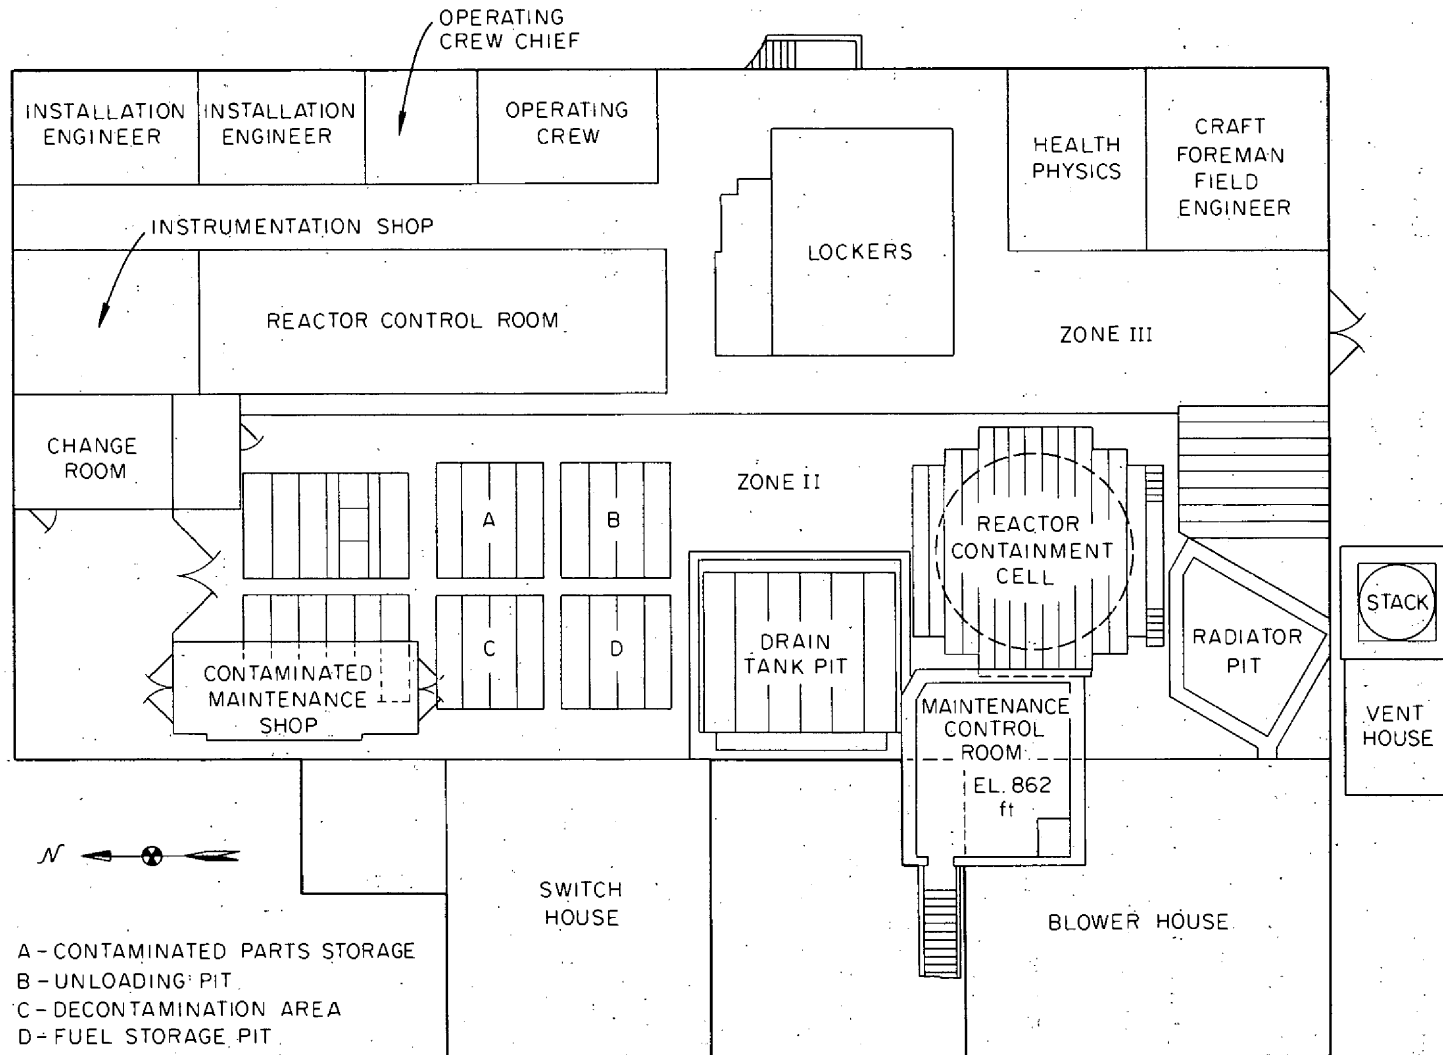 OPERATING
CREW CHIEF
INSTALLATION
ENGINEER
INSTALLATION
ENGINEER
OPERATING
CREW
HEALTH
PHYSICS
CRAFT
FOREMAN
FIELD
ENGINEER
INSTRUMENTATION SHOP
LOCKERS
REACTOR CONTROL ROOM
ZONE III
CHANGE
ROOM
ZONE II
A
B
REACTOR
CONTAINMENT
CELL
STACK
C
D
DRAIN
TANK PIT
RADIATOR
PIT
CONTAMINATED
MAINTENANCE
SHOP
MAINTENANCE
CONTROL
ROOM
EL. 862
ft
VENT
HOUSE
N
SWITCH
HOUSE
BLOWER HOUSE
A - CONTAMINATED PARTS STORAGE
B - UNLOADING PIT
C - DECONTAMINATION AREA
D - FUEL STORAGE PIT